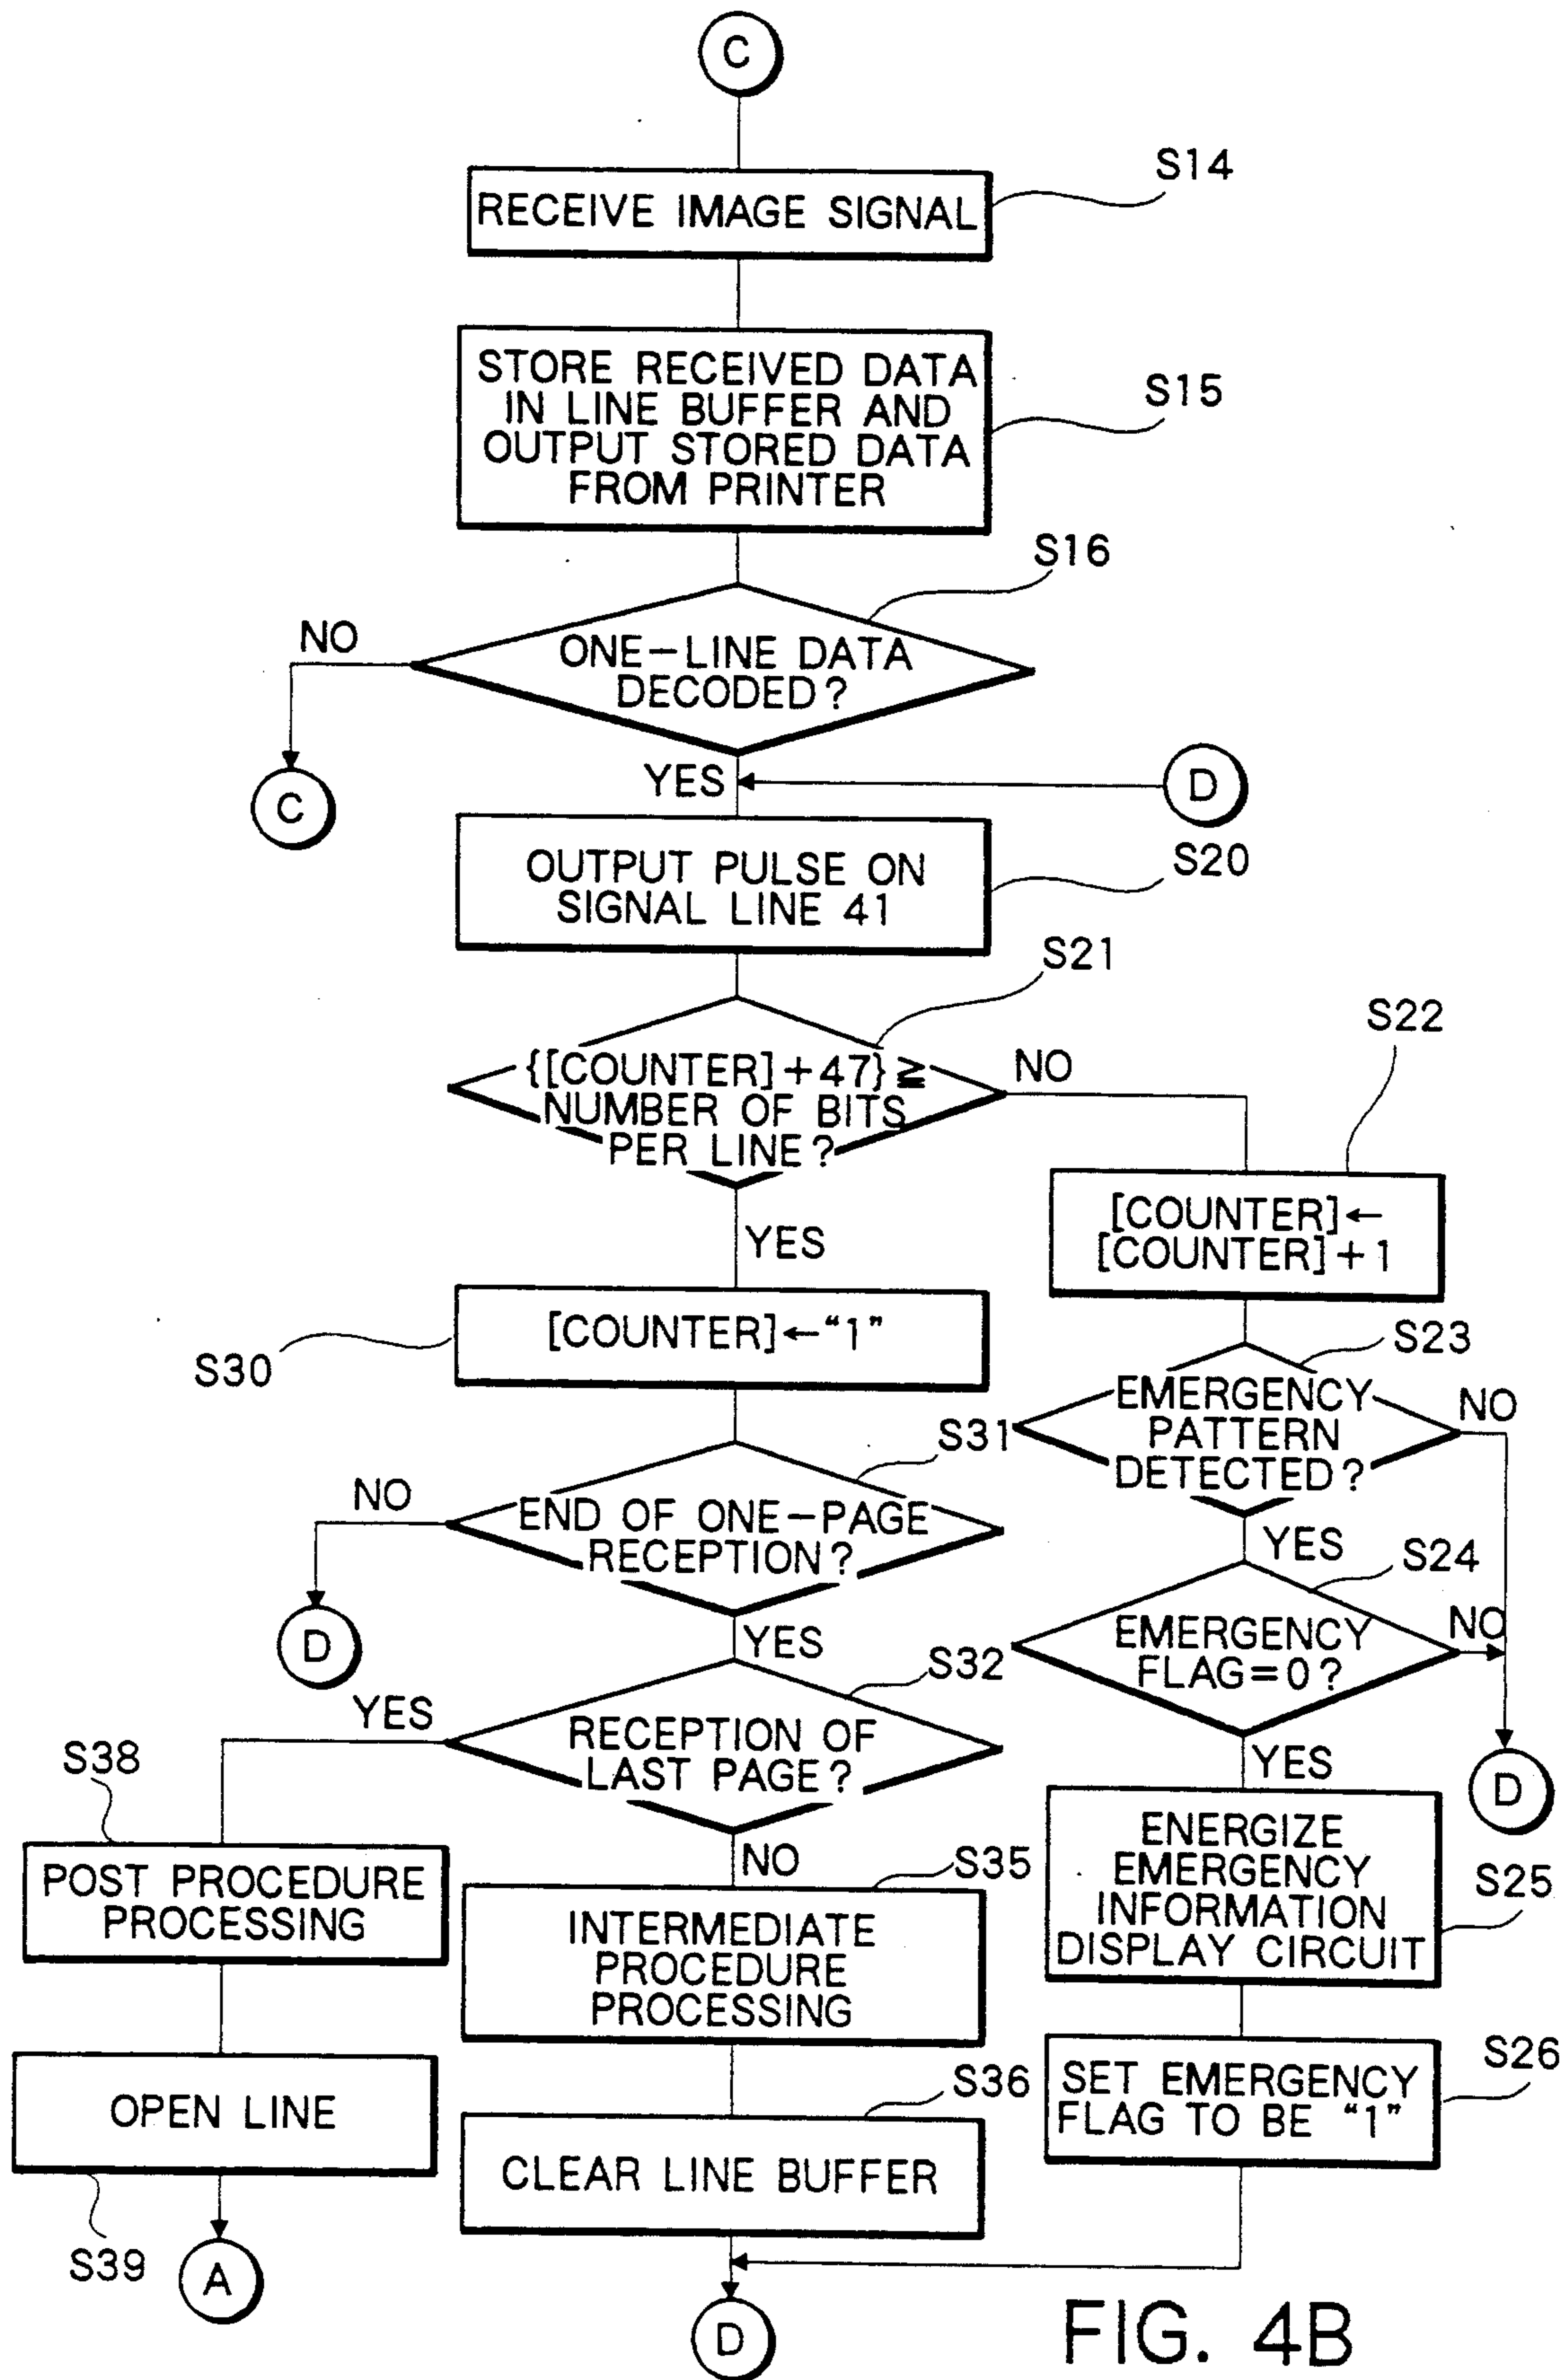 C
S14
RECEIVE IMAGE SIGNAL
STORE RECEIVED DATA
IN LINE BUFFER AND
OUTPUT STORED DATA
FROM PRINTER
S15
S16
NO
ONE-LINE DATA
DECODED?
C
YES
D
OUTPUT PULSE ON
SIGNAL LINE 41
S20
S21
{[COUNTER]+47}≧
NUMBER OF BITS
PER LINE?
NO
S22
YES
[COUNTER]←
[COUNTER]+1
S30
[COUNTER]←“1”
S23
EMERGENCY
PATTERN
DETECTED?
NO
S31
NO
END OF ONE-PAGE
RECEPTION?
D
YES
YES
S24
EMERGENCY
FLAG=0?
NO
S32
YES
RECEPTION OF
LAST PAGE?
YES
D
S38
POST PROCEDURE
PROCESSING
NO
S35
INTERMEDIATE
PROCEDURE
PROCESSING
ENERGIZE
EMERGENCY
INFORMATION
DISPLAY CIRCUIT
S25
OPEN LINE
S39
A
S36
CLEAR LINE BUFFER
SET EMERGENCY
FLAG TO BE “1”
S26
D
FIG. 4B